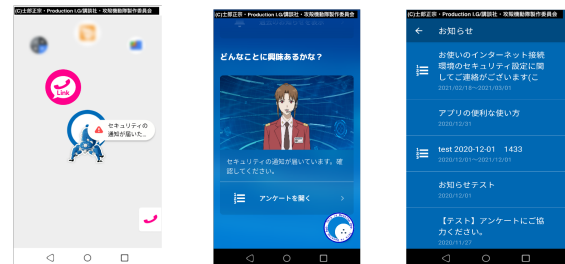 (C)士郎正宗・Production I.G/講談社・攻殻機動隊製作委員会
Link
セキュリティの
通知が届いた..
(C)士郎正宗・Production I.G/講談社・攻殻機動隊製作委員会
どんなことに興味あるかな？
セキュリティの通知が届いています。確
認してください。
アンケートを開く
(C)士郎正宗・Production I.G/講談社・攻殻機動隊製作委員会
お知らせ
お使いのインターネット接続
環境のセキュリティ設定に関
してご連絡がございます(こ
2021/02/18～2021/03/01
アプリの便利な使い方
2020/12/31
test 2020-12-01 1433
2020/12/01～2021/12/01
お知らせテスト
2020/12/01
【テスト】アンケートにご協
力ください。
2020/11/27